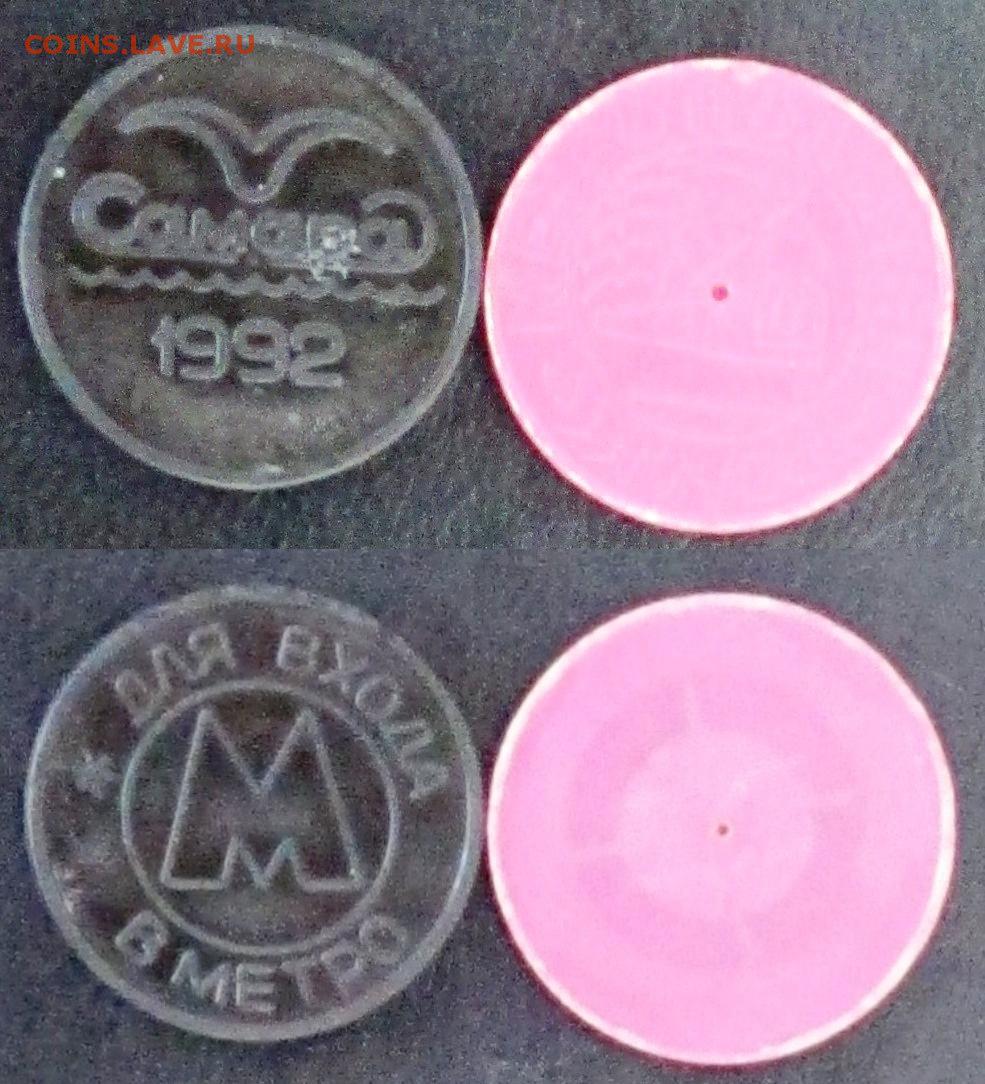 COINS.LAVE.RU
Самара
1992
* ДЛЯ ВХОДА
М
В МЕТРО